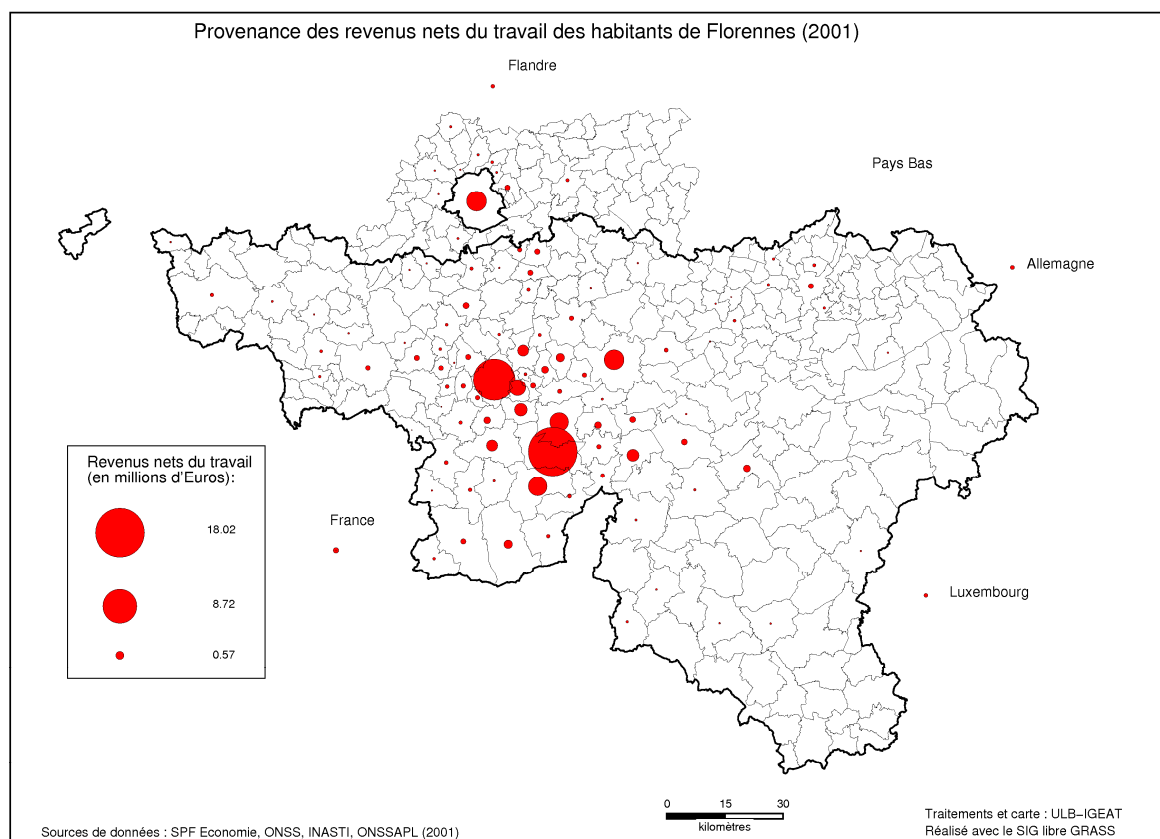 Provenance des revenus nets du travail des habitants de Florennes (2001)
Flandre
Pays Bas
Allemagne
Revenus nets du travail
(en millions d'Euros):
18.02
8.72
0.57
France
Luxembourg
0 15 30
kilomètres
Sources de données : SPF Economie, ONSS, INASTI, ONSSAPL (2001)
Traitements et carte : ULB-IGEAT
Réalisé avec le SIG libre GRASS